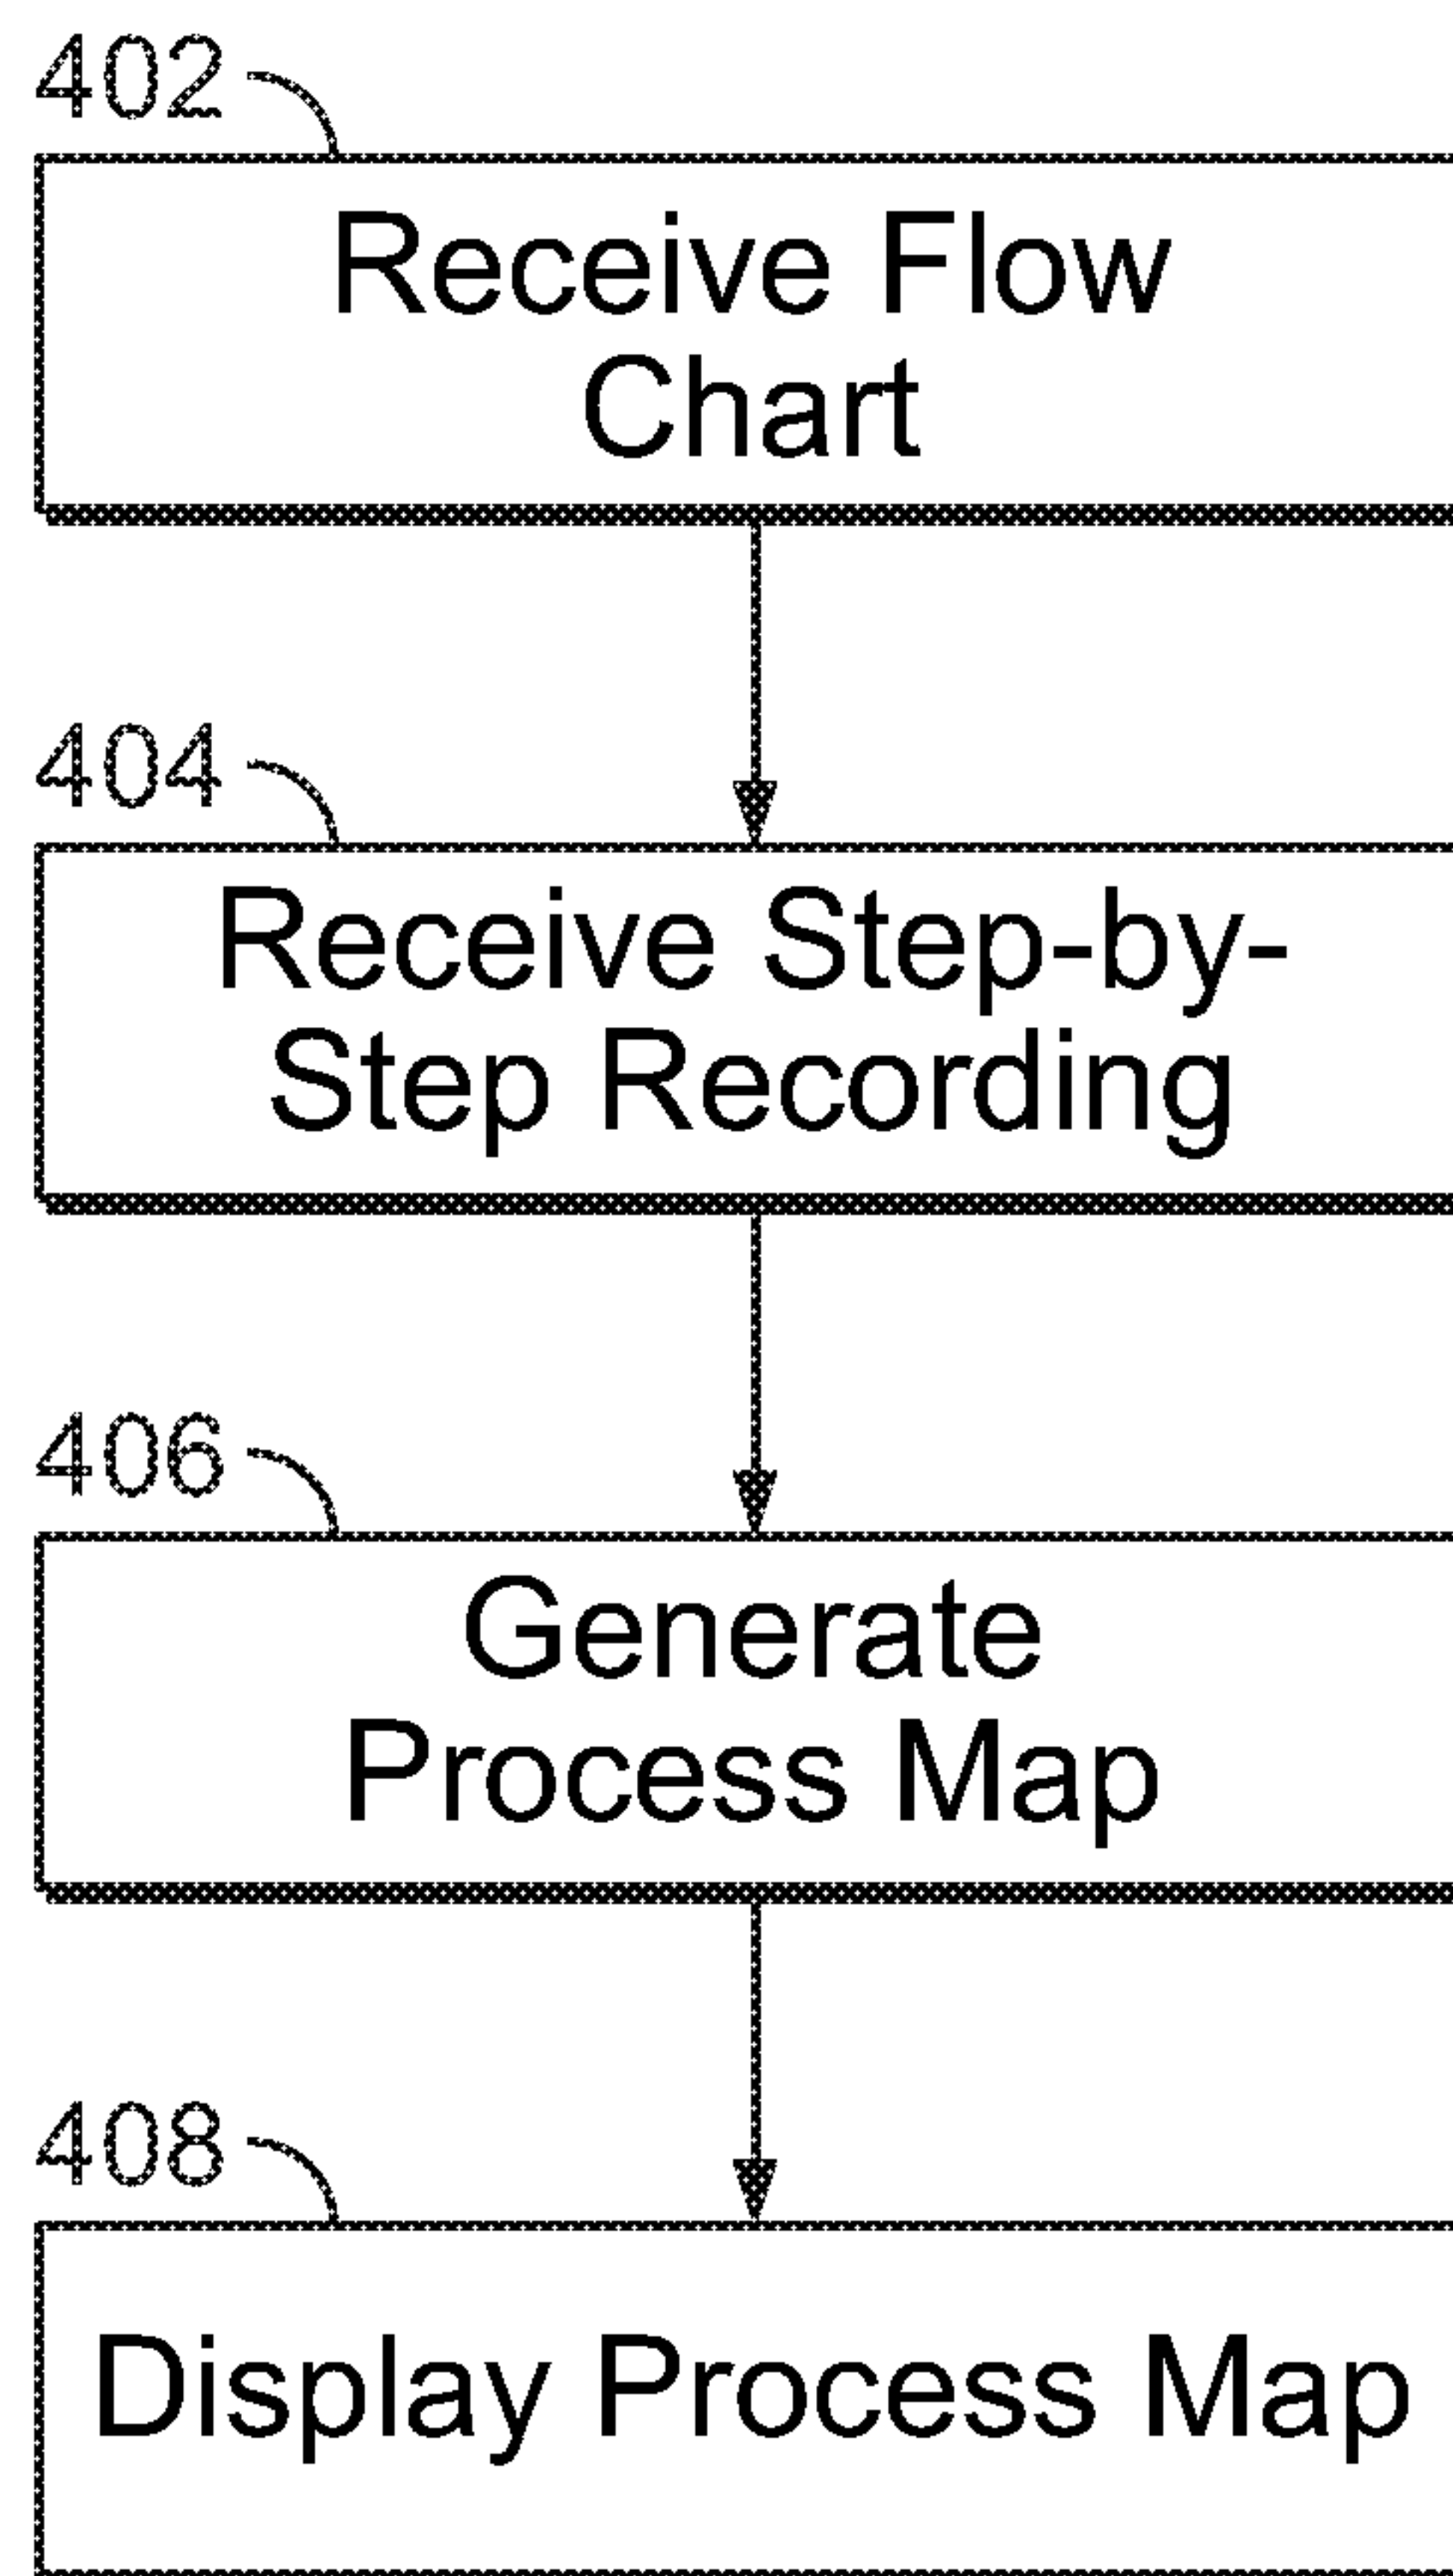 402
Receive Flow
Chart
404
Receive Step-by-
Step Recording
406
Generate
Process Map
408
Display Process Map